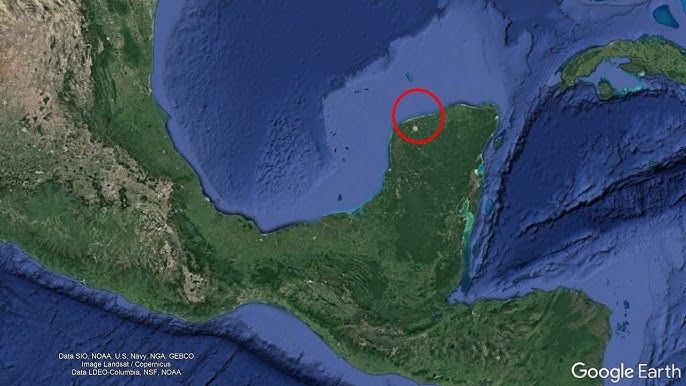 Data SIO, NOAA, U.S. Navy, NGA, GEBCO
Image Landsat / Copernicus
Data LDEO-Columbia, NSF, NOAA
Google Earth